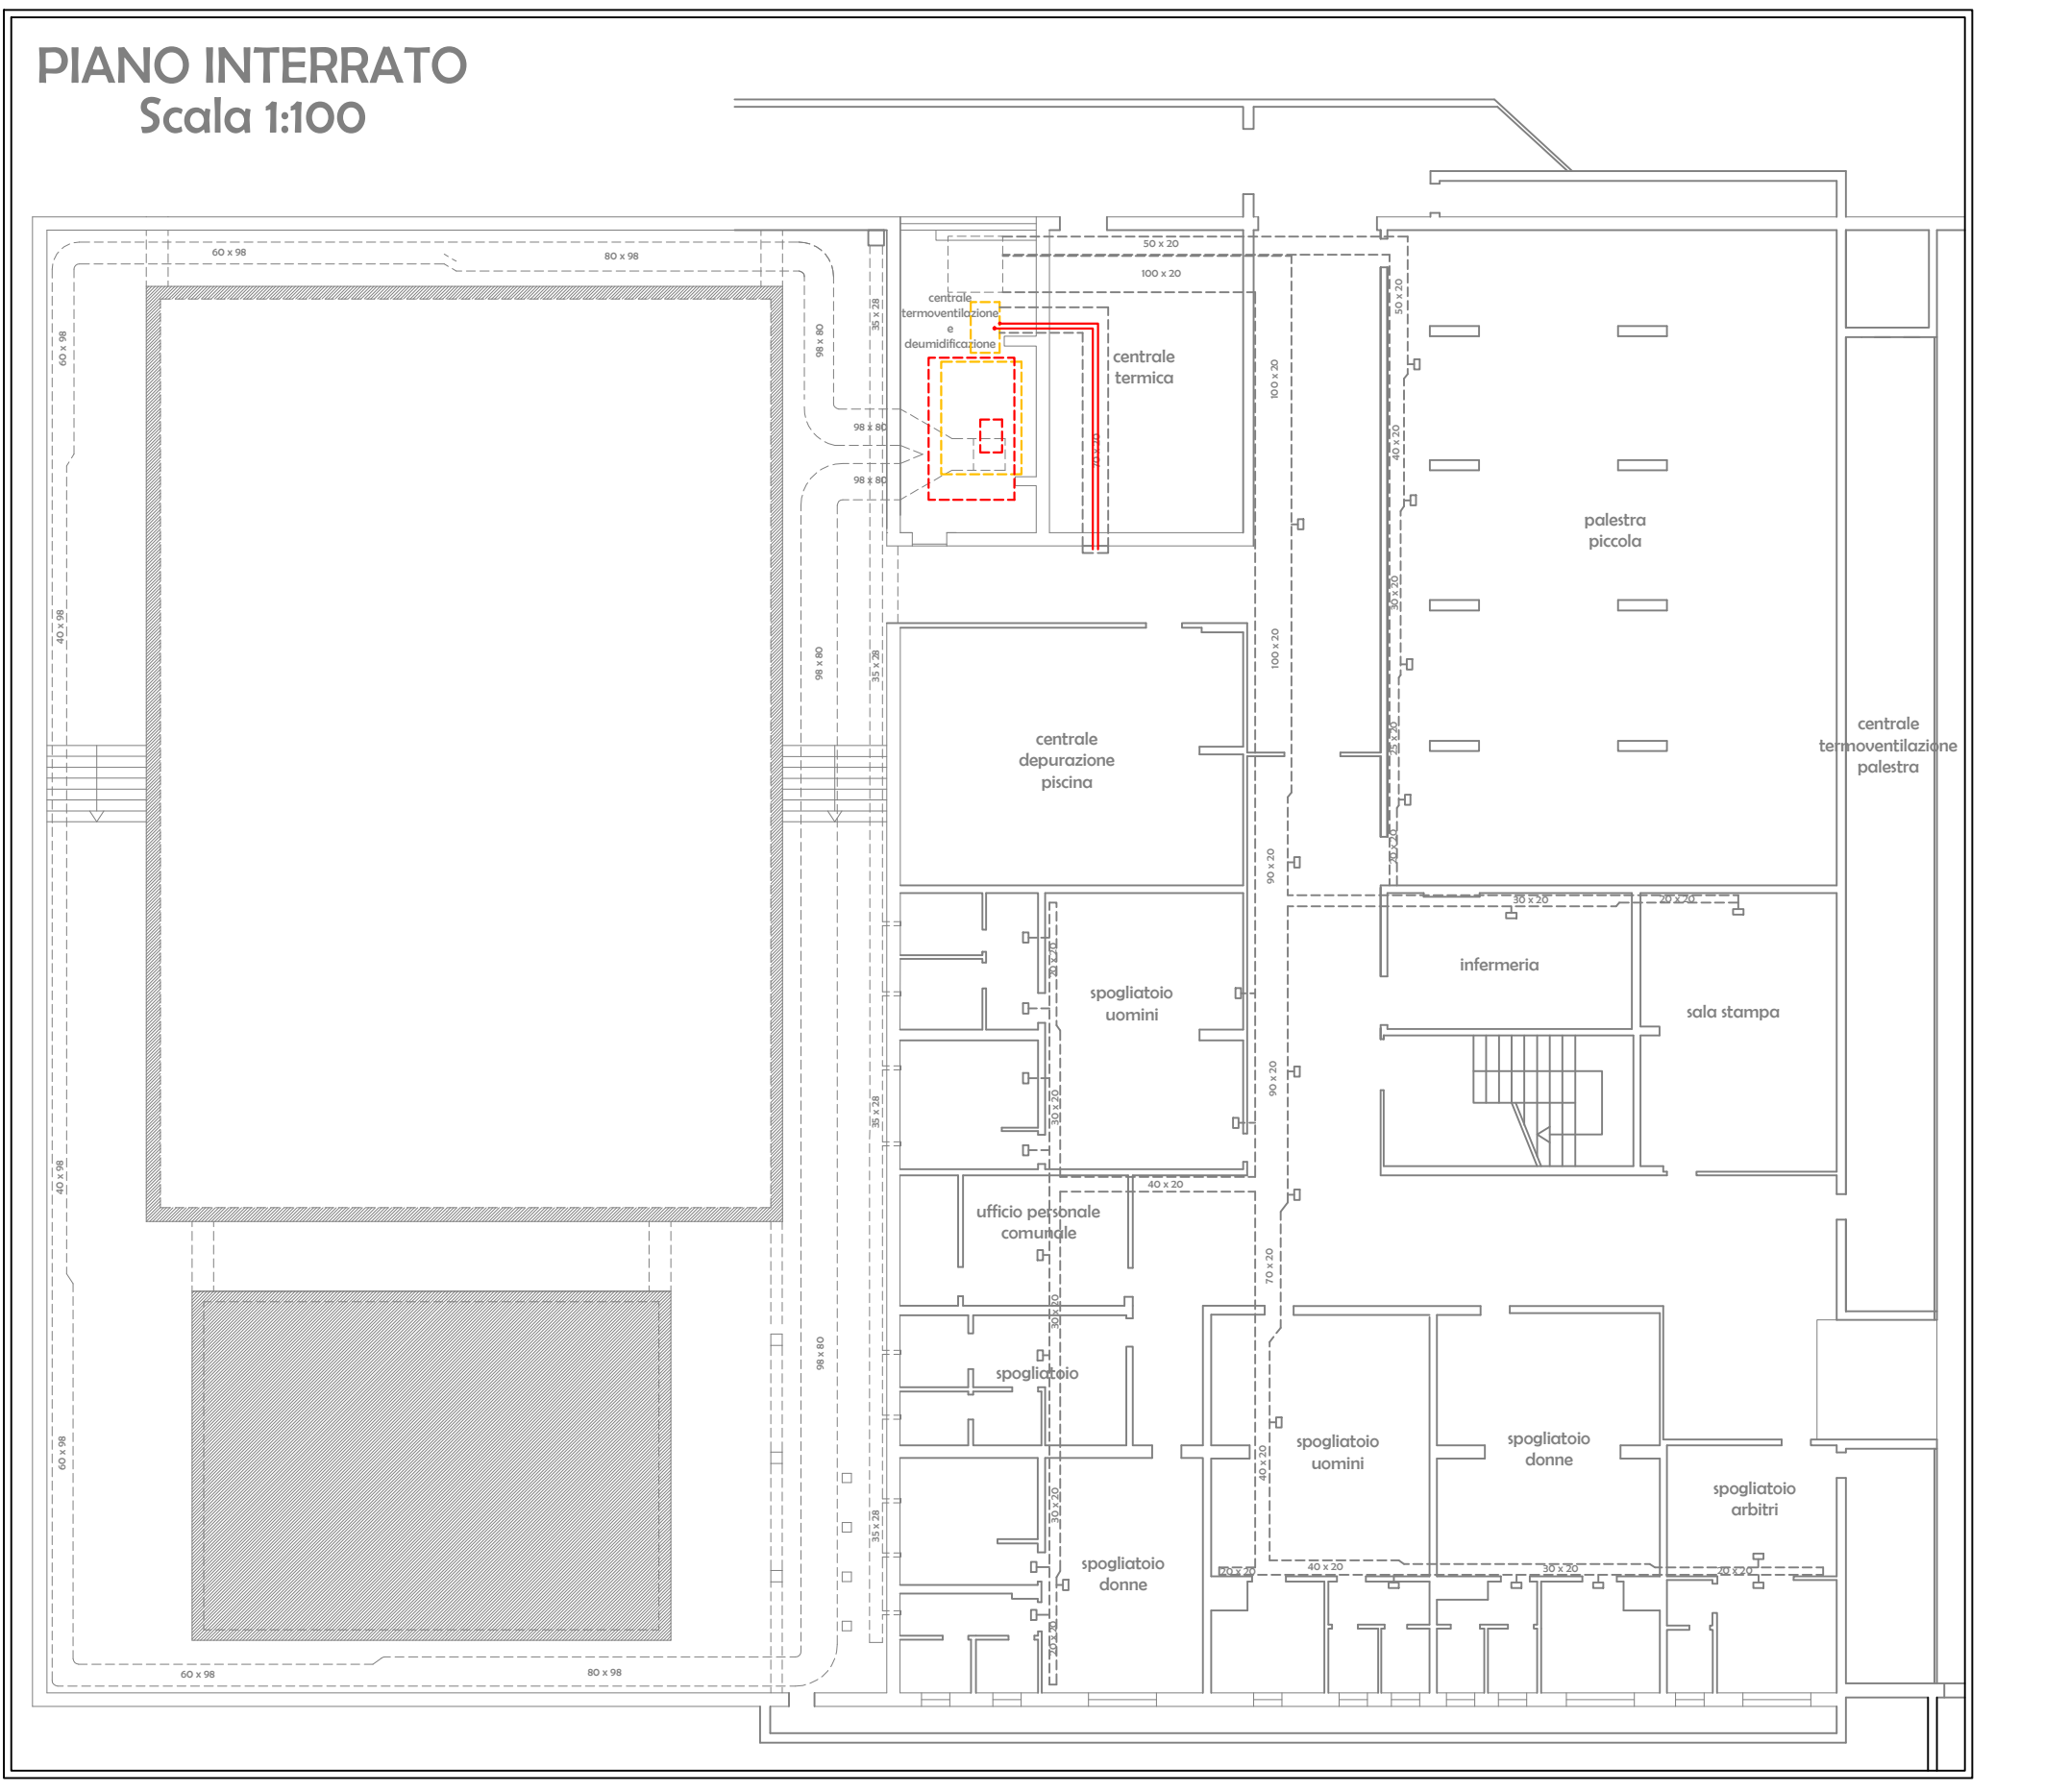 PIANO INTERRATO
Scala 1:100
60 x 98
80 x 98
50 x 20
100 x 20
50 x 20
35 x 28
60 x 98
98 x 80
centrale
termoventilazione
e
deumidificazione
centrale
termica
100 x 20
98 x 80
70 x 20
40 x 20
98 x 80
palestra
piccola
30 x 20
40 x 98
98 x 80
35 x 28
100 x 20
centrale
depurazione
piscina
25 x 20
centrale
termoventilazione
palestra
20 x 20
90 x 20
30 x 20
20 x 20
infermeria
20 x 20
spogliatoio
uomini
sala stampa
90 x 20
30 x 20
35 x 28
40 x 98
40 x 20
ufficio personale
comunale
70 x 20
30 x 20
98 x 80
spogliatoio
60 x 98
40 x 20
spogliatoio
uomini
spogliatoio
donne
spogliatoio
arbitri
30 x 20
35 x 28
spogliatoio
donne
20 x 20
40 x 20
30 x 20
20 x 20
20 x 20
60 x 98
80 x 98